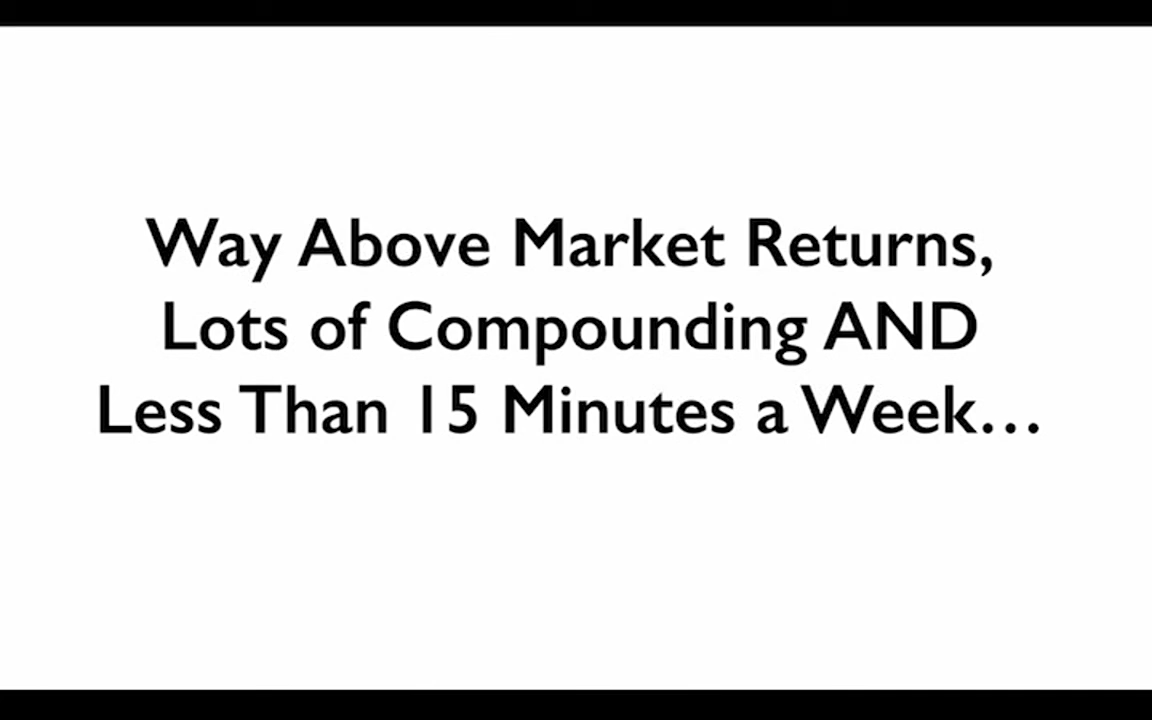 Way Above Market Returns,
Lots of Compounding AND
Less Than 15 Minutes a Week...